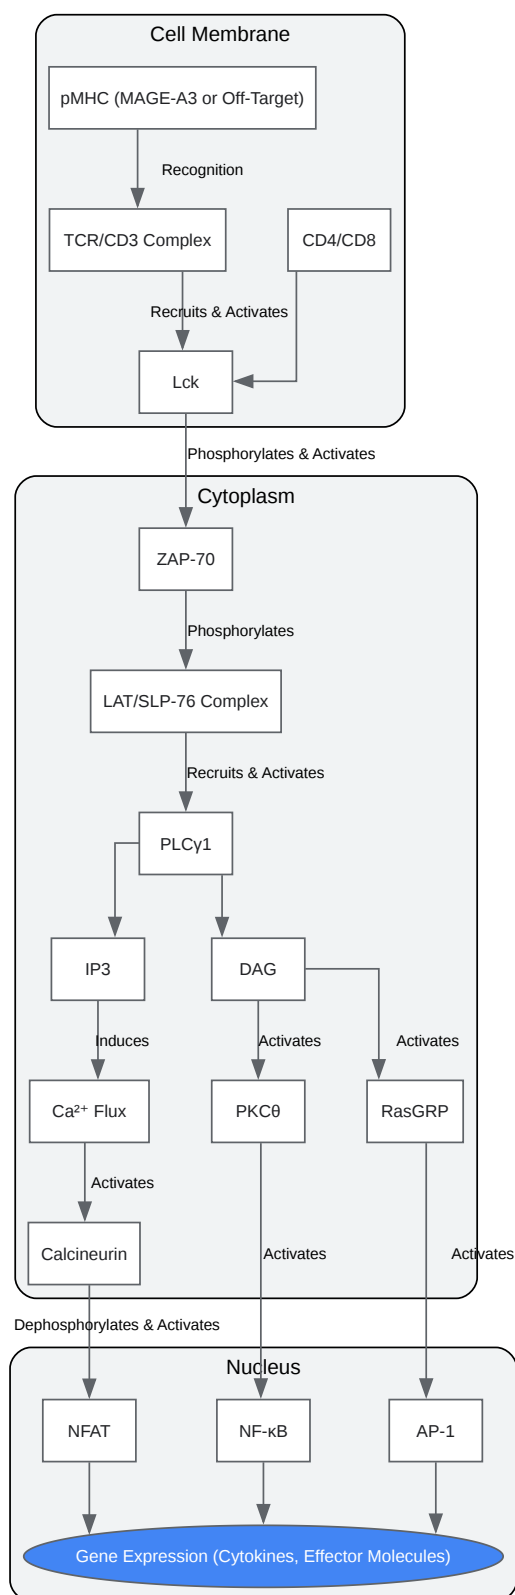 Cell Membrane
pMHC (MAGE-A3 or Off-Target)
Recognition
TCR/CD3 Complex
CD4/CD8
Recruits & Activates
Lck
Phosphorylates & Activates
Cytoplasm
ZAP-70
Phosphorylates
LAT/SLP-76 Complex
Recruits & Activates
PLCγ1
IP3
DAG
Induces
Activates
Activates
Ca²⁺ Flux
PKCθ
RasGRP
Activates
Calcineurin
Activates
Activates
Dephosphorylates & Activates
Nucleus
NFAT
NF-κB
AP-1
Gene Expression (Cytokines, Effector Molecules)